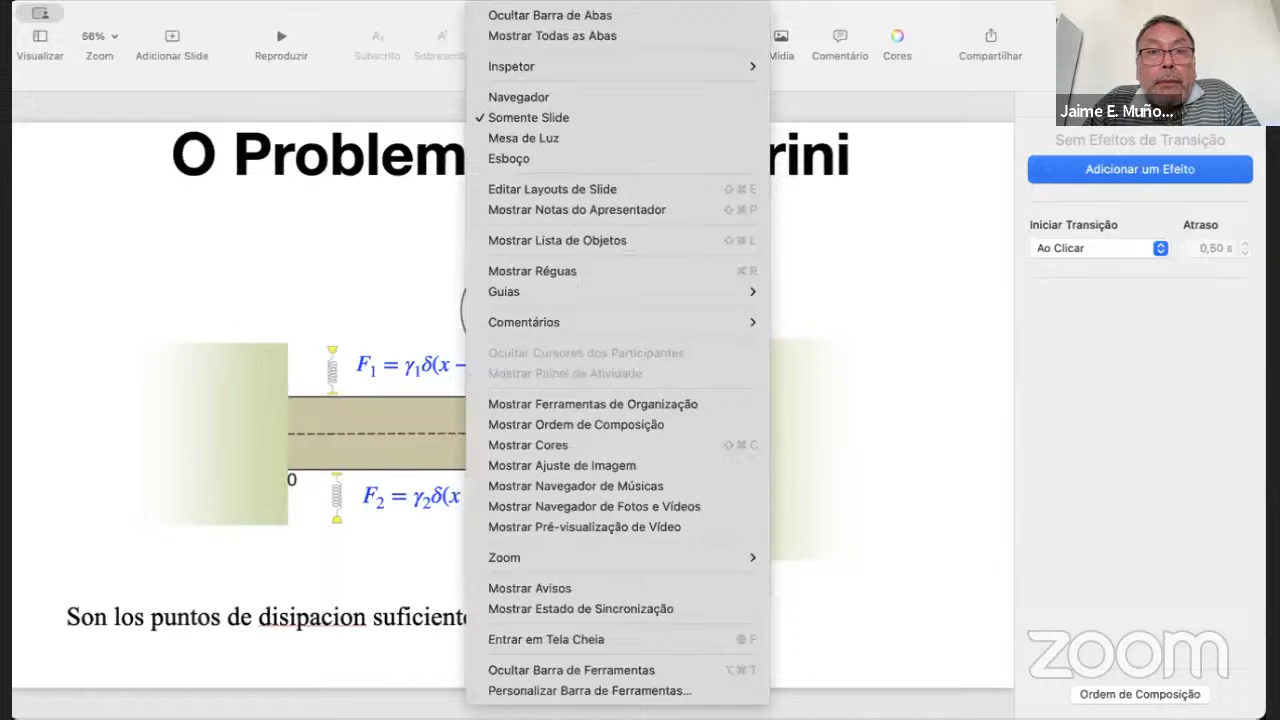 Visualizar
56%
Zoom
Adicionar Slide
Reproduzir
Subscrito
Mídia
Comentário
Cores
Compartilhar
Ocultar Barra de Abas
Mostrar Todas as Abas
Inspetor
Navegador
✓ Somente Slide
Mesa de Luz
Esboço
Editar Layouts de Slide ⇧⌘E
Mostrar Notas do Apresentador ⇧⌘P
Mostrar Lista de Objetos ⇧⌘L
Mostrar Réguas ⌘R
Guias
Comentários
Ocultar Cursores dos Participantes
Mostrar Painel de Atividade
Mostrar Ferramentas de Organização
Mostrar Ordem de Composição
Mostrar Cores ⇧⌘C
Mostrar Ajuste de Imagem
Mostrar Navegador de Músicas
Mostrar Navegador de Fotos e Vídeos
Mostrar Pré-visualização de Vídeo
Zoom
Mostrar Avisos
Mostrar Estado de Sincronização
Entrar em Tela Cheia F
Ocultar Barra de Ferramentas ⌥⌘T
Personalizar Barra de Ferramentas...
O Problem
rini
F₁ = γ₁δ(x −
0
F₂ = γ₂δ(x
Son los puntos de disipacion suficient
Jaime E. Muño...
Sem Efeitos de Transição
Adicionar um Efeito
Iniciar Transição Atraso
Ao Clicar 0,50 s
zoom
Ordem de Composição